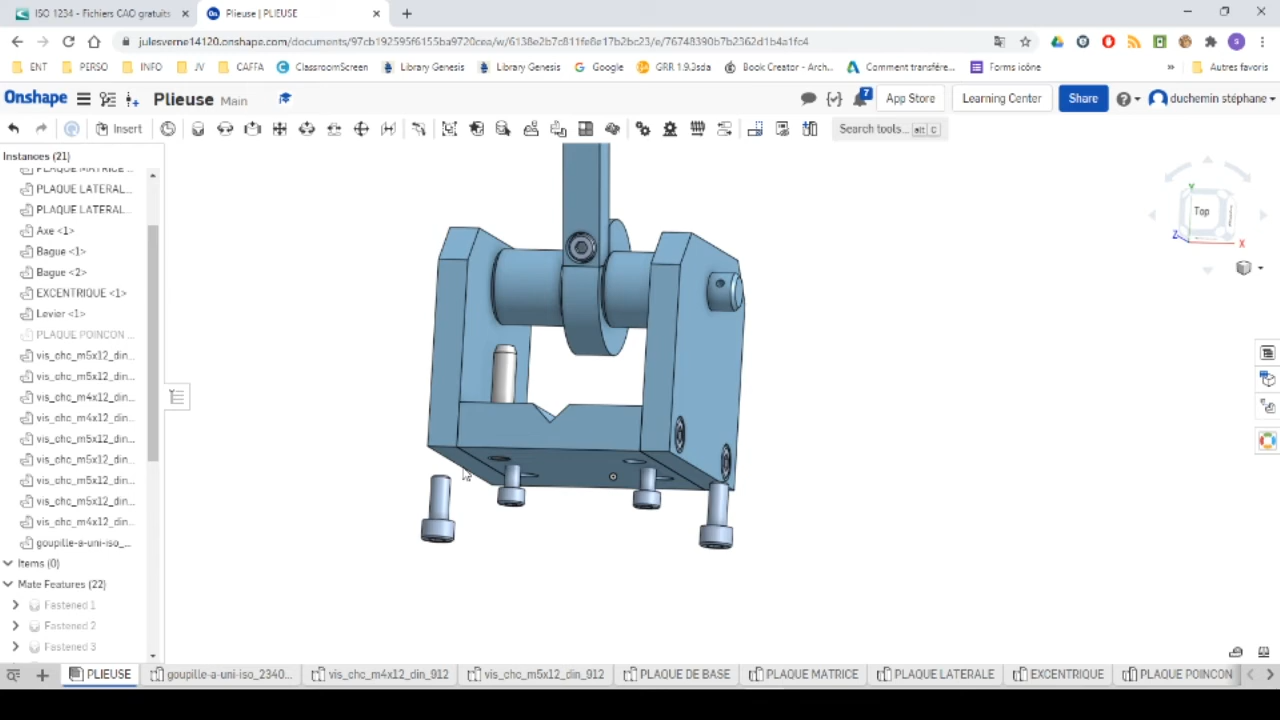 ISO 1234 - Fichiers CAO gratuits
Plieuse | PLIEUSE
julesverne14120.onshape.com/documents/97cb192595f6155ba9720cea/w/6138e2b7c811fe8e17b2bc23/e/76748390b7b2362d1b4a1fc4
ENT
PERSO
INFO
JV
CAFFA
ClassroomScreen
Library Genesis
Library Genesis
Google
GRR 1.9.3sda
Book Creator - Arch...
Comment transfére...
Forms icône
»
Autres favoris
Onshape
Plieuse Main
7
App Store
Learning Center
Share
duchemin stéphane
Insert
Search tools... alt C
Instances (21)
PLAQUE MATRICE ...
PLAQUE LATERAL...
PLAQUE LATERAL...
Axe <1>
Bague <1>
Bague <2>
EXCENTRIQUE <1>
Levier <1>
PLAQUE POINCON ...
vis_chc_m5x12_din...
vis_chc_m5x12_din...
vis_chc_m4x12_din...
vis_chc_m4x12_din...
vis_chc_m5x12_din...
vis_chc_m5x12_din...
vis_chc_m5x12_din...
vis_chc_m5x12_din...
vis_chc_m4x12_din...
goupille-a-uni-iso_...
Items (0)
Mate Features (22)
Fastened 1
Fastened 2
Fastened 3
Y
Top
Z
X
PLIEUSE
goupille-a-uni-iso_2340...
vis_chc_m4x12_din_912
vis_chc_m5x12_din_912
PLAQUE DE BASE
PLAQUE MATRICE
PLAQUE LATERALE
EXCENTRIQUE
PLAQUE POINCON